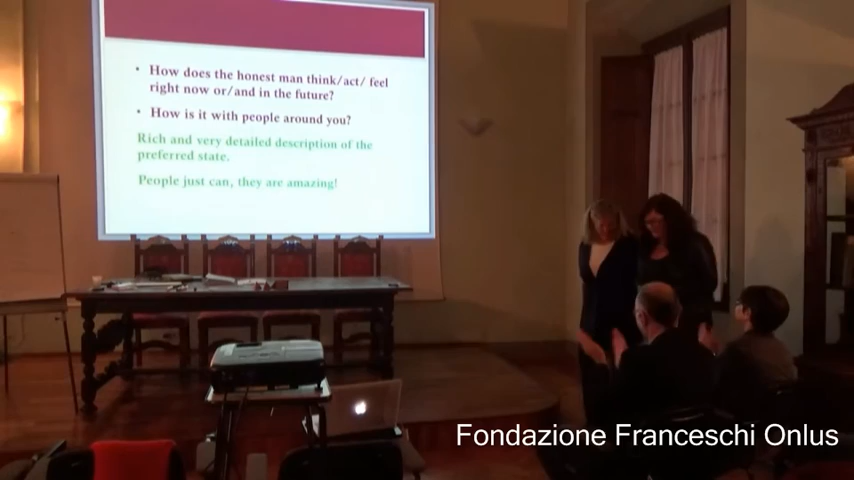 • How does the honest man think/act/ feel
right now or/and in the future?
• How is it with people around you?
Rich and very detailed description of the
preferred state.
People just can, they are amazing!
Fondazione Franceschi Onlus